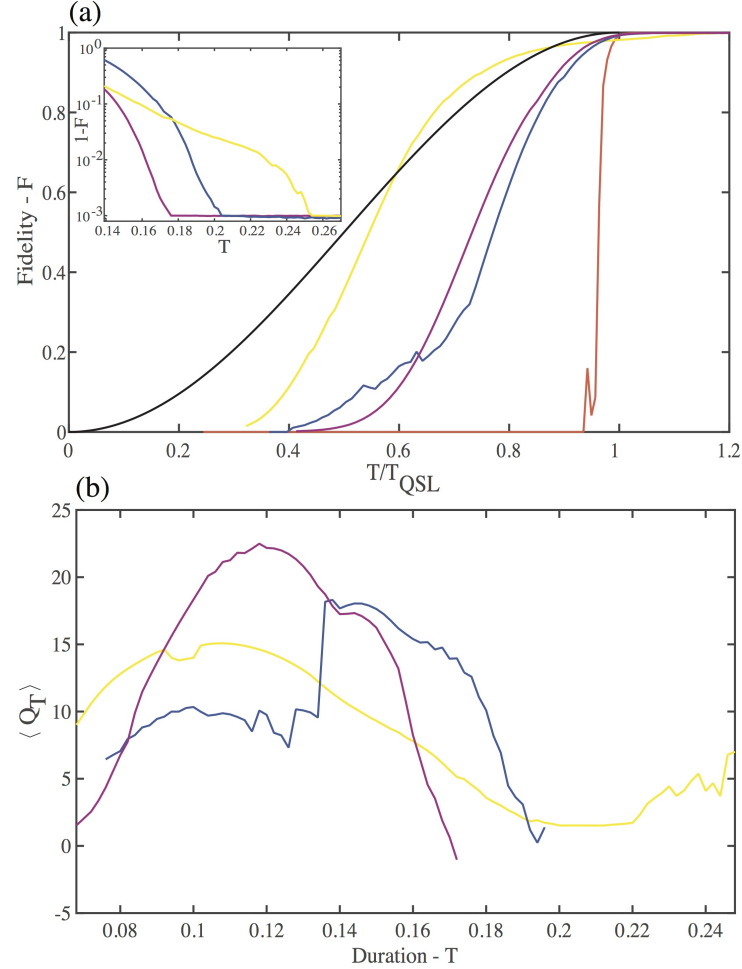 (a)
1
0.8
0.6
0.4
0.2
0
Fidelity - F
10^0
10^-1
10^-2
10^-3
1-F
0.14 0.16 0.18 0.2 0.22 0.24 0.26
T
0 0.2 0.4 0.6 0.8 1 1.2
T/T_QSL
(b)
25
20
15
10
5
0
-5
⟨ Q_T ⟩
0.08 0.1 0.12 0.14 0.16 0.18 0.2 0.22 0.24
Duration - T